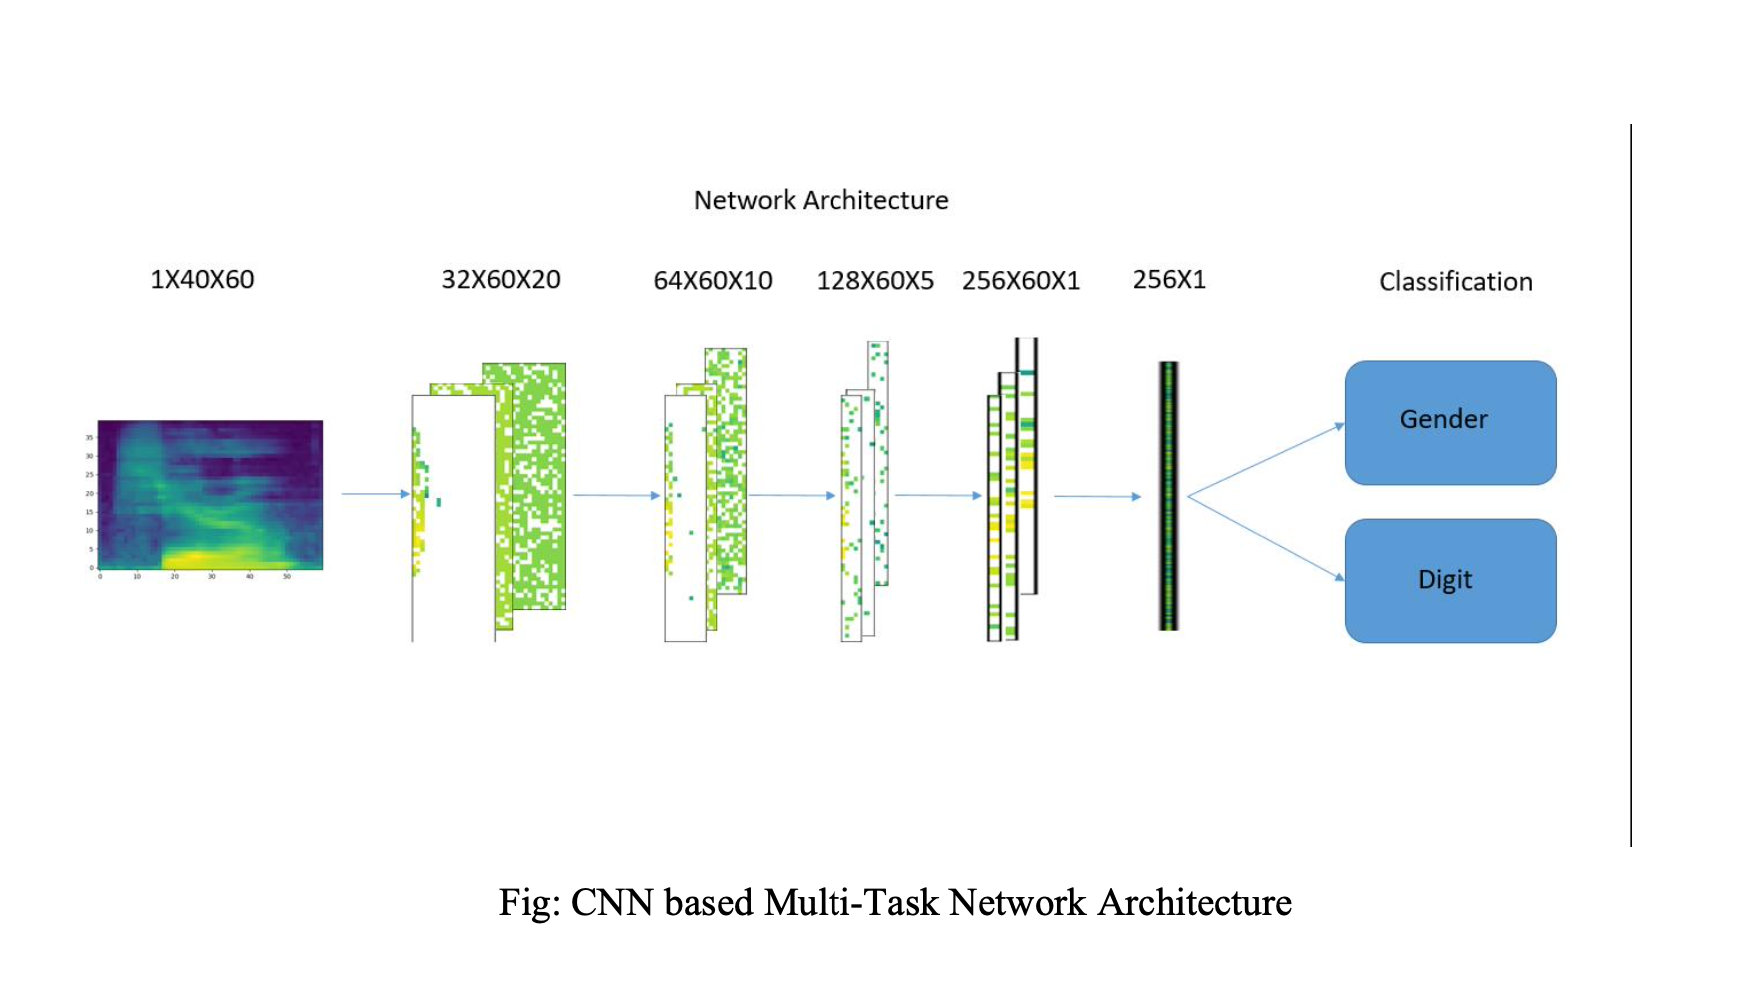 Network Architecture
1X40X60 32X60X20 64X60X10 128X60X5 256X60X1 256X1 Classification
Gender
35
30
25
20
15
10
5
0
0 10 20 30 40 50
Digit
Fig: CNN based Multi-Task Network Architecture